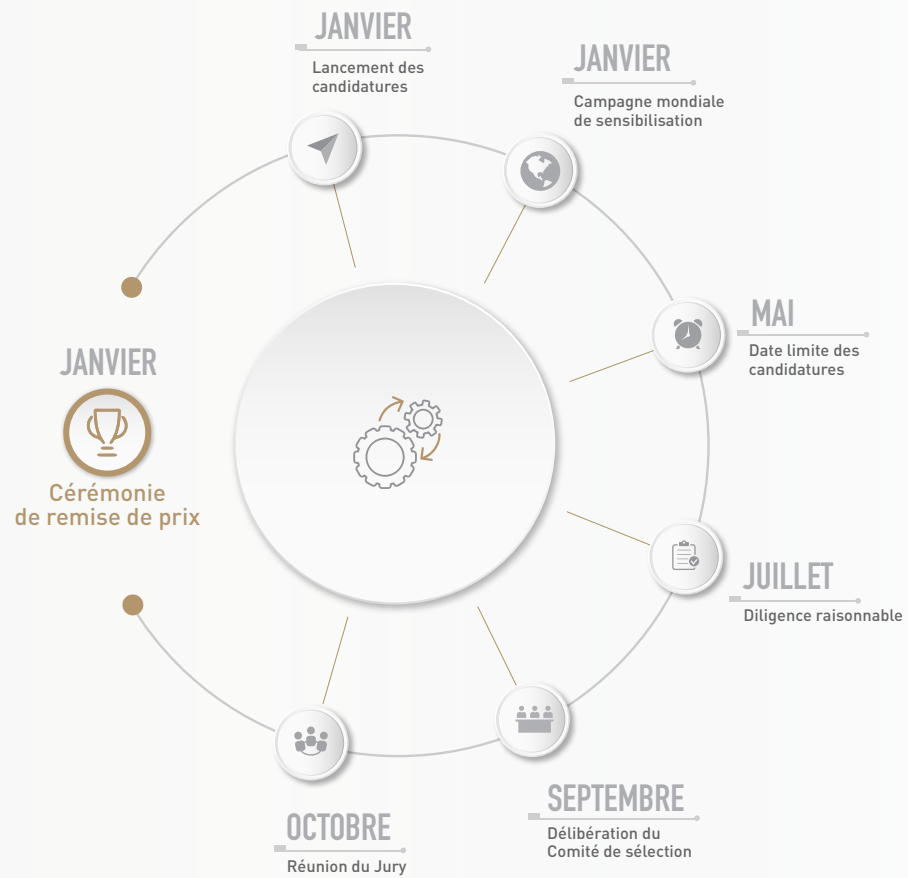 JANVIER
Lancement des
candidatures
JANVIER
Campagne mondiale
de sensibilisation
MAI
Date limite des
candidatures
JUILLET
Diligence raisonnable
SEPTEMBRE
Délibération du
Comité de sélection
OCTOBRE
Réunion du Jury
JANVIER
Cérémonie
de remise de prix